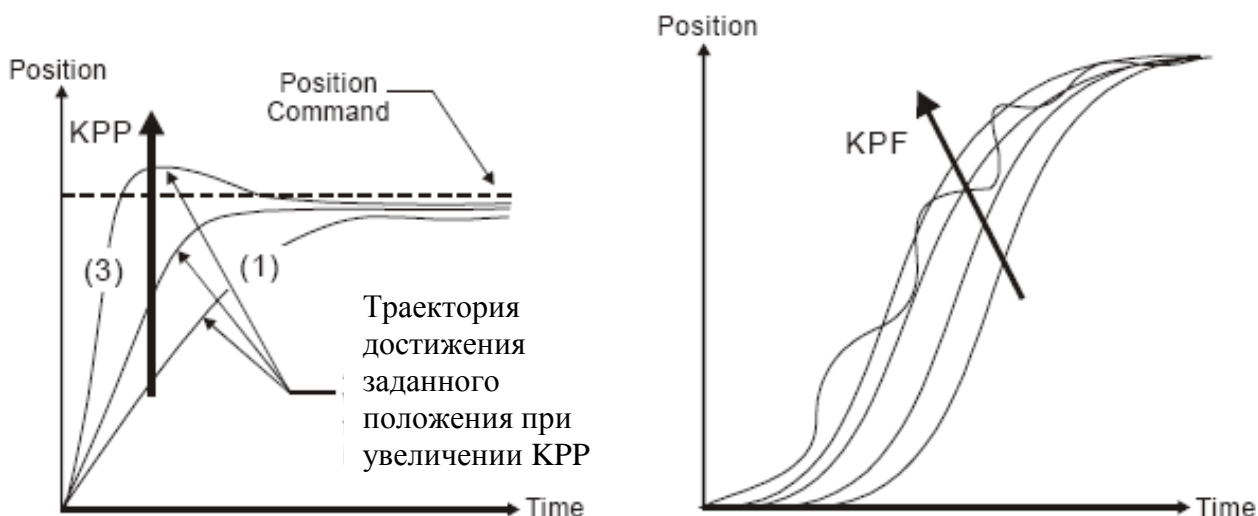 Position
KPP
Position
Command
(3)
(1)
Траектория
достижения
заданного
положения при
увеличении KPP
Time
Position
KPF
Time